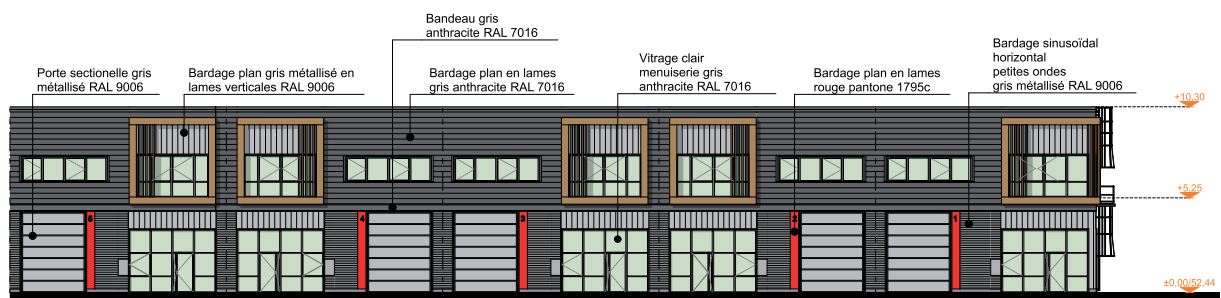 Bandeau gris
anthracite RAL 7016
Porte sectionelle gris
métallisé RAL 9006
Bardage plan gris métallisé en
lames verticales RAL 9006
Bardage plan en lames
gris anthracite RAL 7016
Vitrage clair
menuiserie gris
anthracite RAL 7016
Bardage plan en lames
rouge pantone 1795c
Bardage sinusoïdal
horizontal
petites ondes
gris métallisé RAL 9006
+10,30
+5,25
5
4
3
2
1
±0,00/52,44